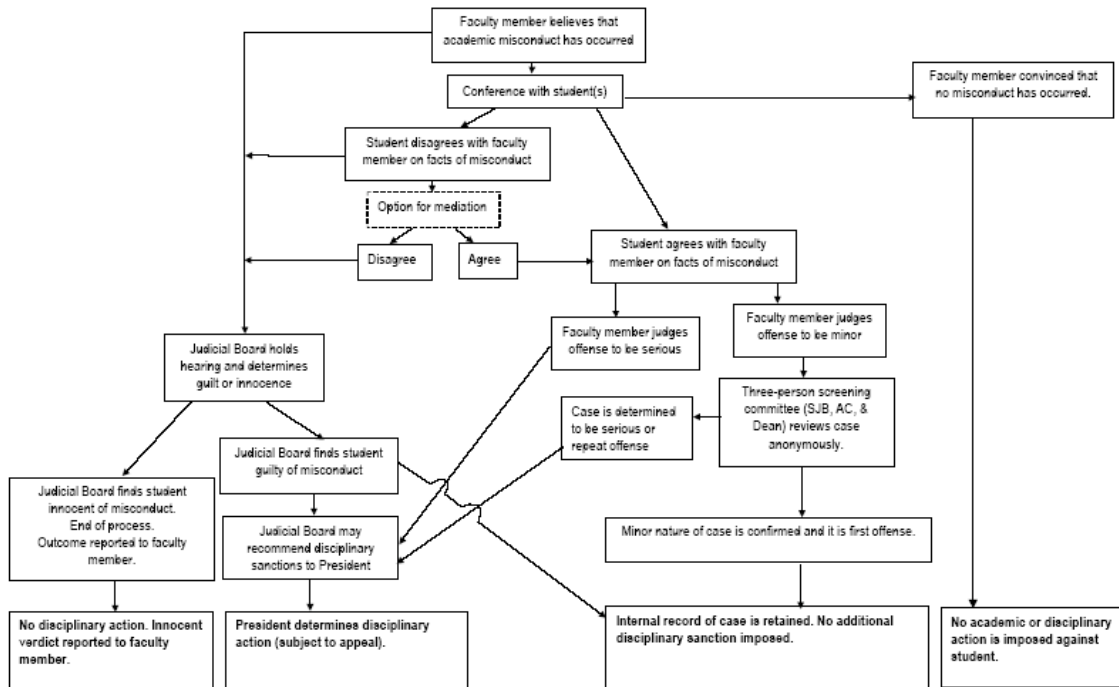 Faculty member believes that
academic misconduct has occurred
Conference with student(s)
Faculty member convinced that
no misconduct has occurred.
Student disagrees with faculty
member on facts of misconduct
Option for mediation
Disagree
Agree
Student agrees with faculty
member on facts of misconduct
Faculty member judges
offense to be serious
Faculty member judges
offense to be minor
Judicial Board holds
hearing and determines
guilt or innocence
Three-person screening
committee (SJB, AC, &
Dean) reviews case
anonymously.
Case is determined
to be serious or
repeat offense
Judicial Board finds student
guilty of misconduct
Judicial Board finds student
innocent of misconduct.
End of process.
Outcome reported to faculty
member.
Judicial Board may
recommend disciplinary
sanctions to President
Minor nature of case is confirmed and it is first offense.
No disciplinary action. Innocent
verdict reported to faculty
member.
President determines disciplinary
action (subject to appeal).
Internal record of case is retained. No additional
disciplinary sanction imposed.
No academic or disciplinary
action is imposed against
student.